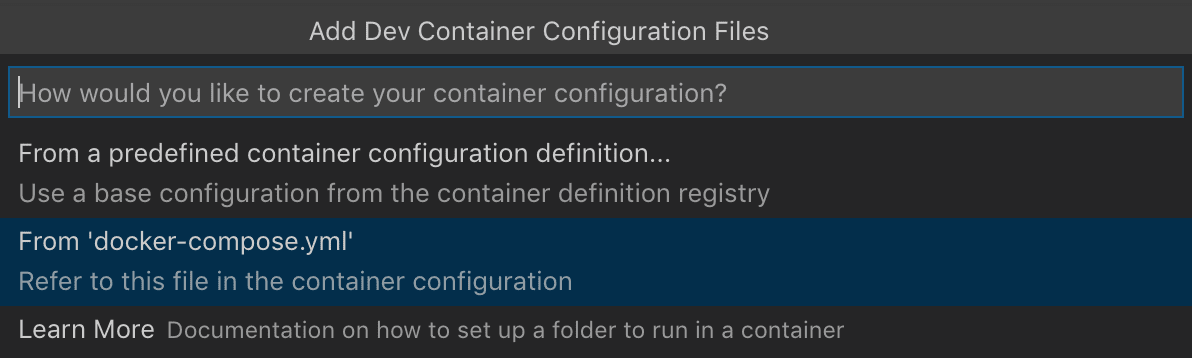 Add Dev Container Configuration Files
How would you like to create your container configuration?
From a predefined container configuration definition...
Use a base configuration from the container definition registry
From 'docker-compose.yml'
Refer to this file in the container configuration
Learn More Documentation on how to set up a folder to run in a container